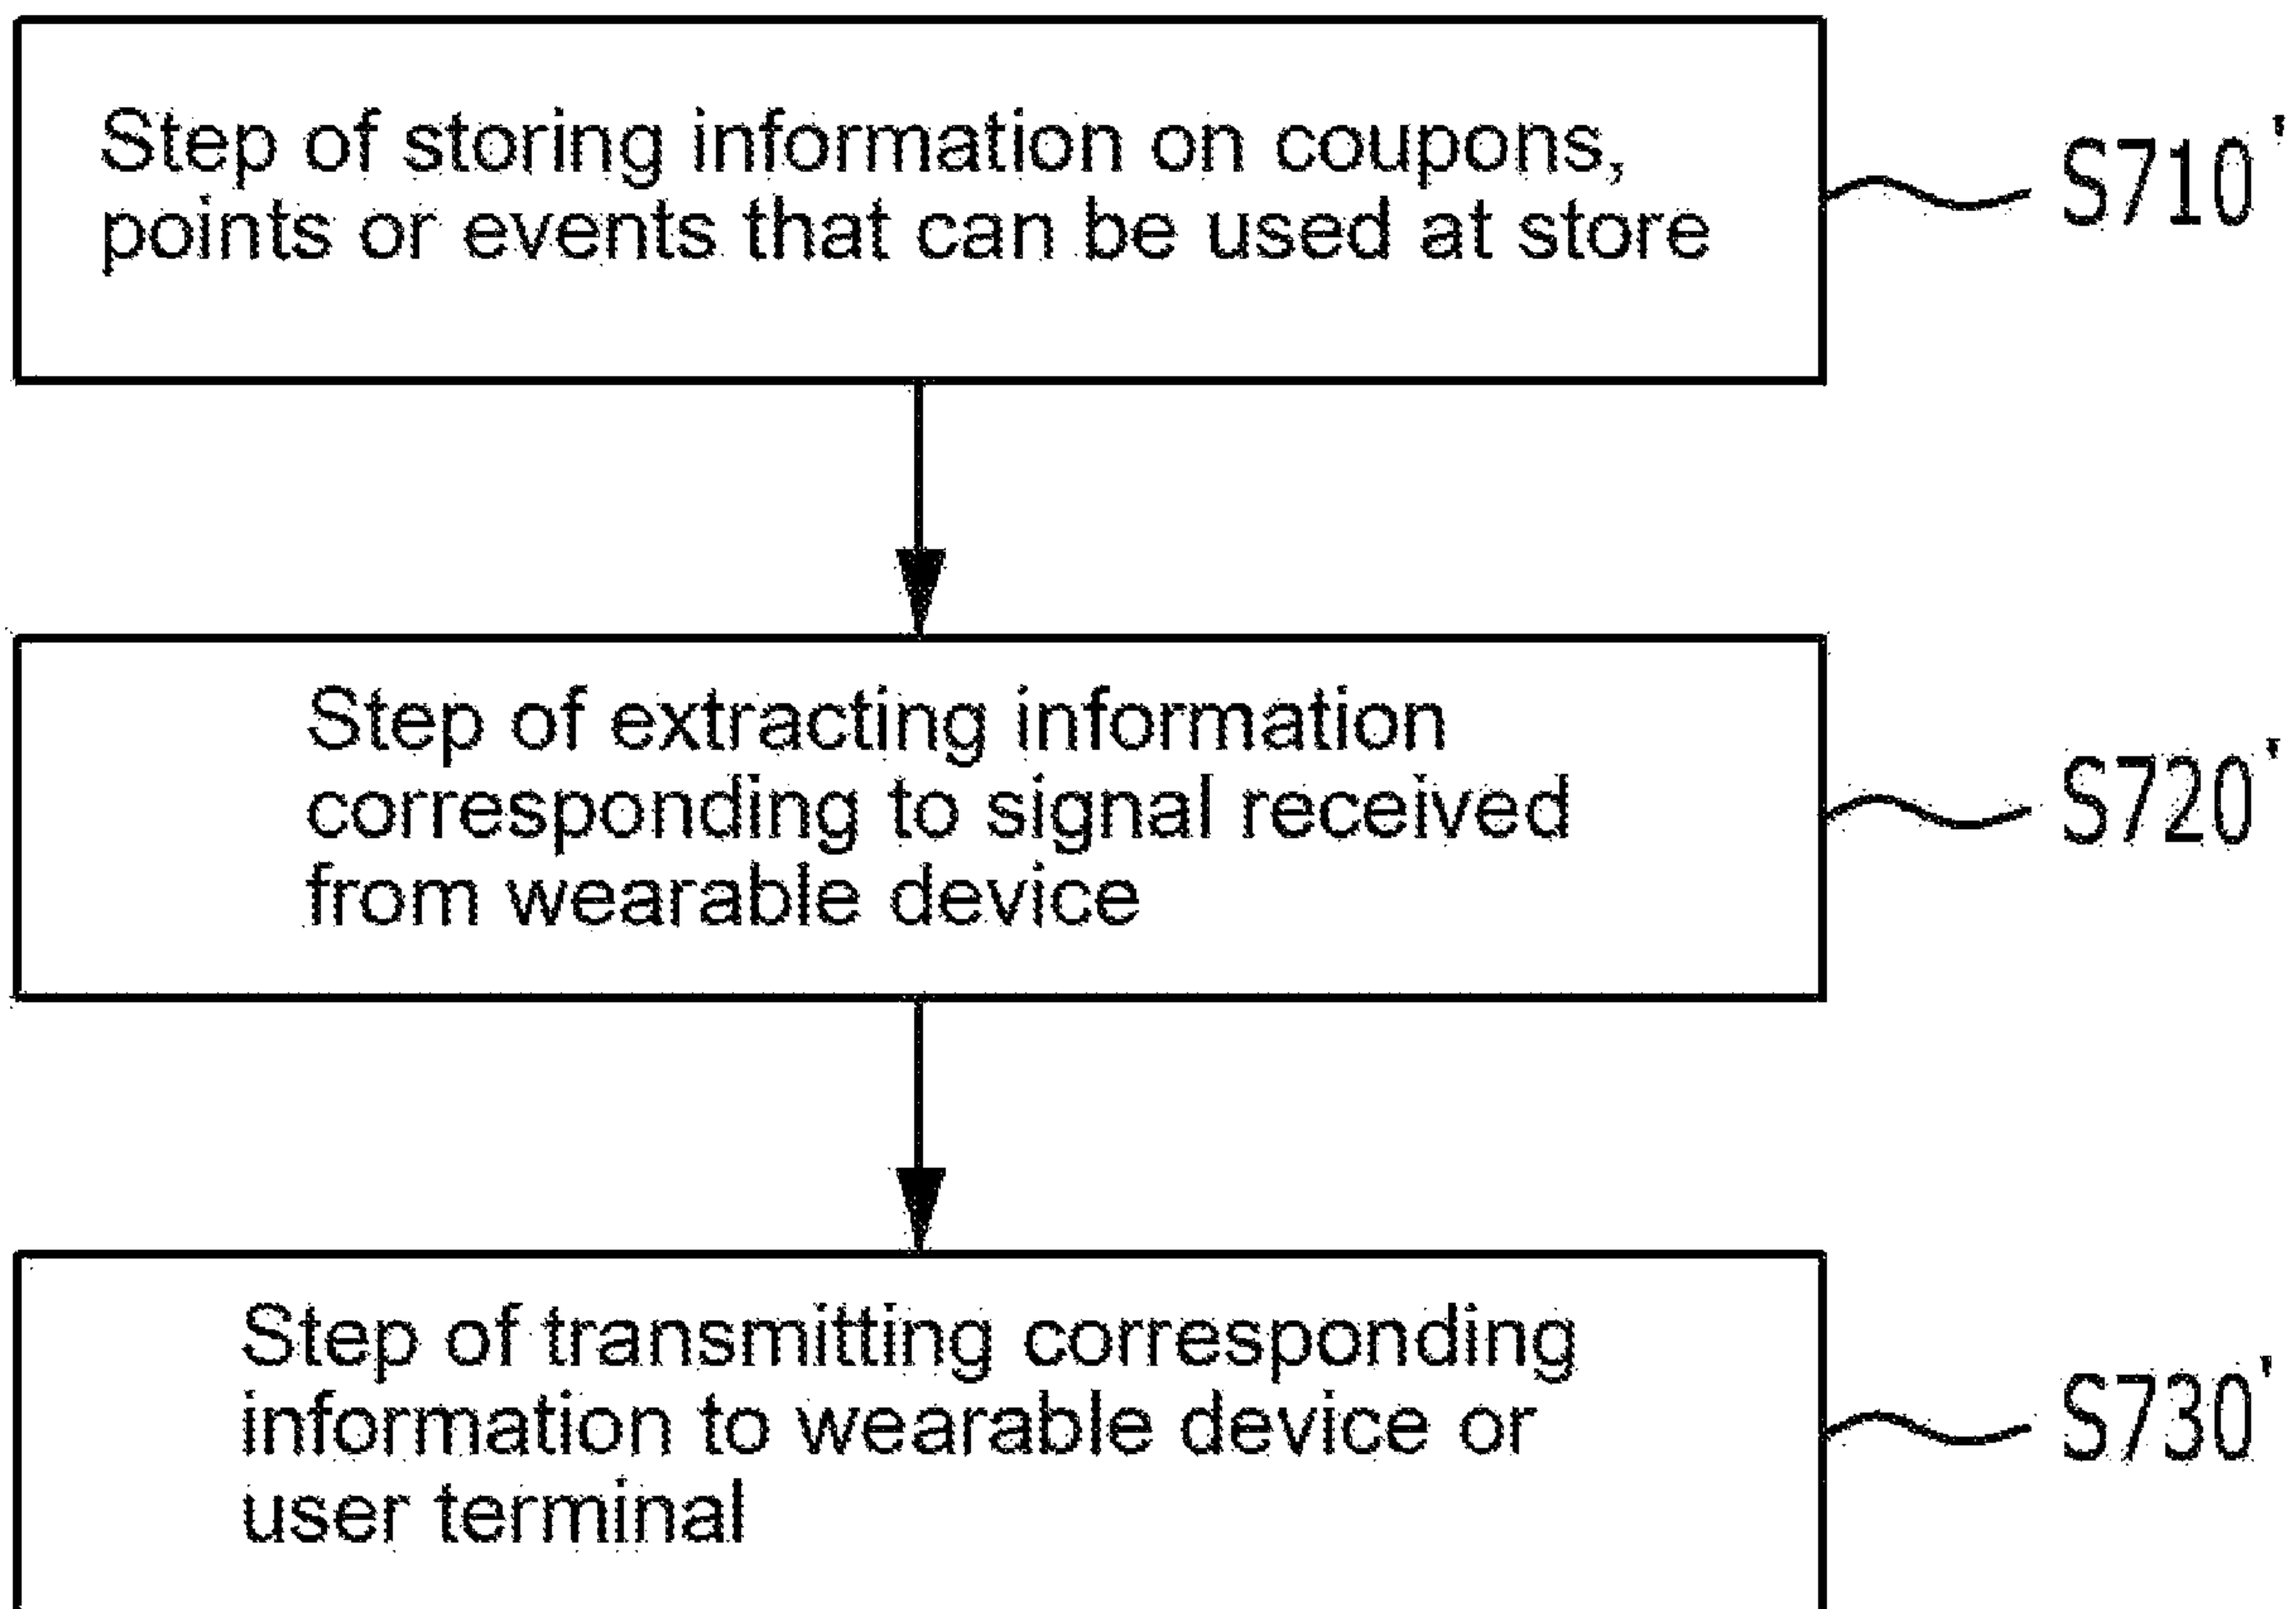 Step of storing information on coupons,
points or events that can be used at store
S710'
Step of extracting information
corresponding to signal received
from wearable device
S720'
Step of transmitting corresponding
information to wearable device or
user terminal
S730'